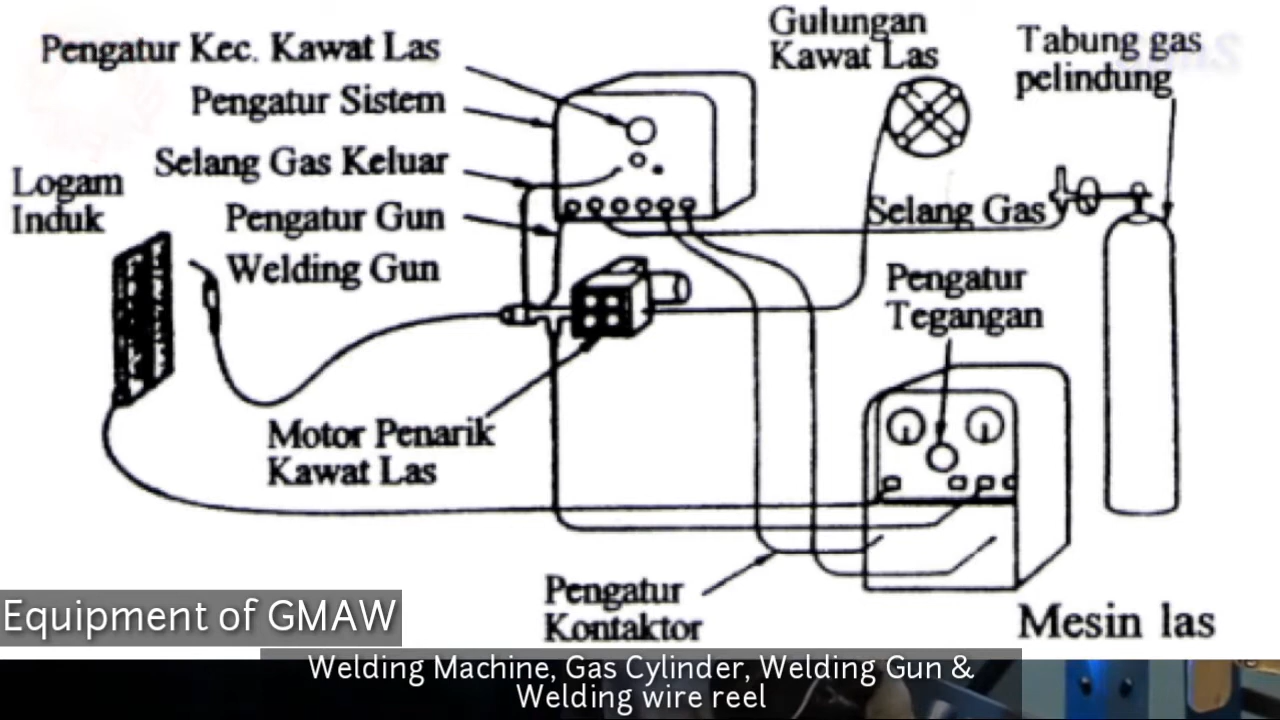 Pengatur Kec. Kawat Las
Pengatur Sistem
Selang Gas Keluar
Pengatur Gun
Welding Gun
Logam
Induk
Gulungan
Kawat Las
Tabung gas
pelindung
Selang Gas
Pengatur
Tegangan
Motor Penarik
Kawat Las
Pengatur
Kontaktor
Mesin las
Equipment of GMAW
Welding Machine, Gas Cylinder, Welding Gun &
Welding wire reel